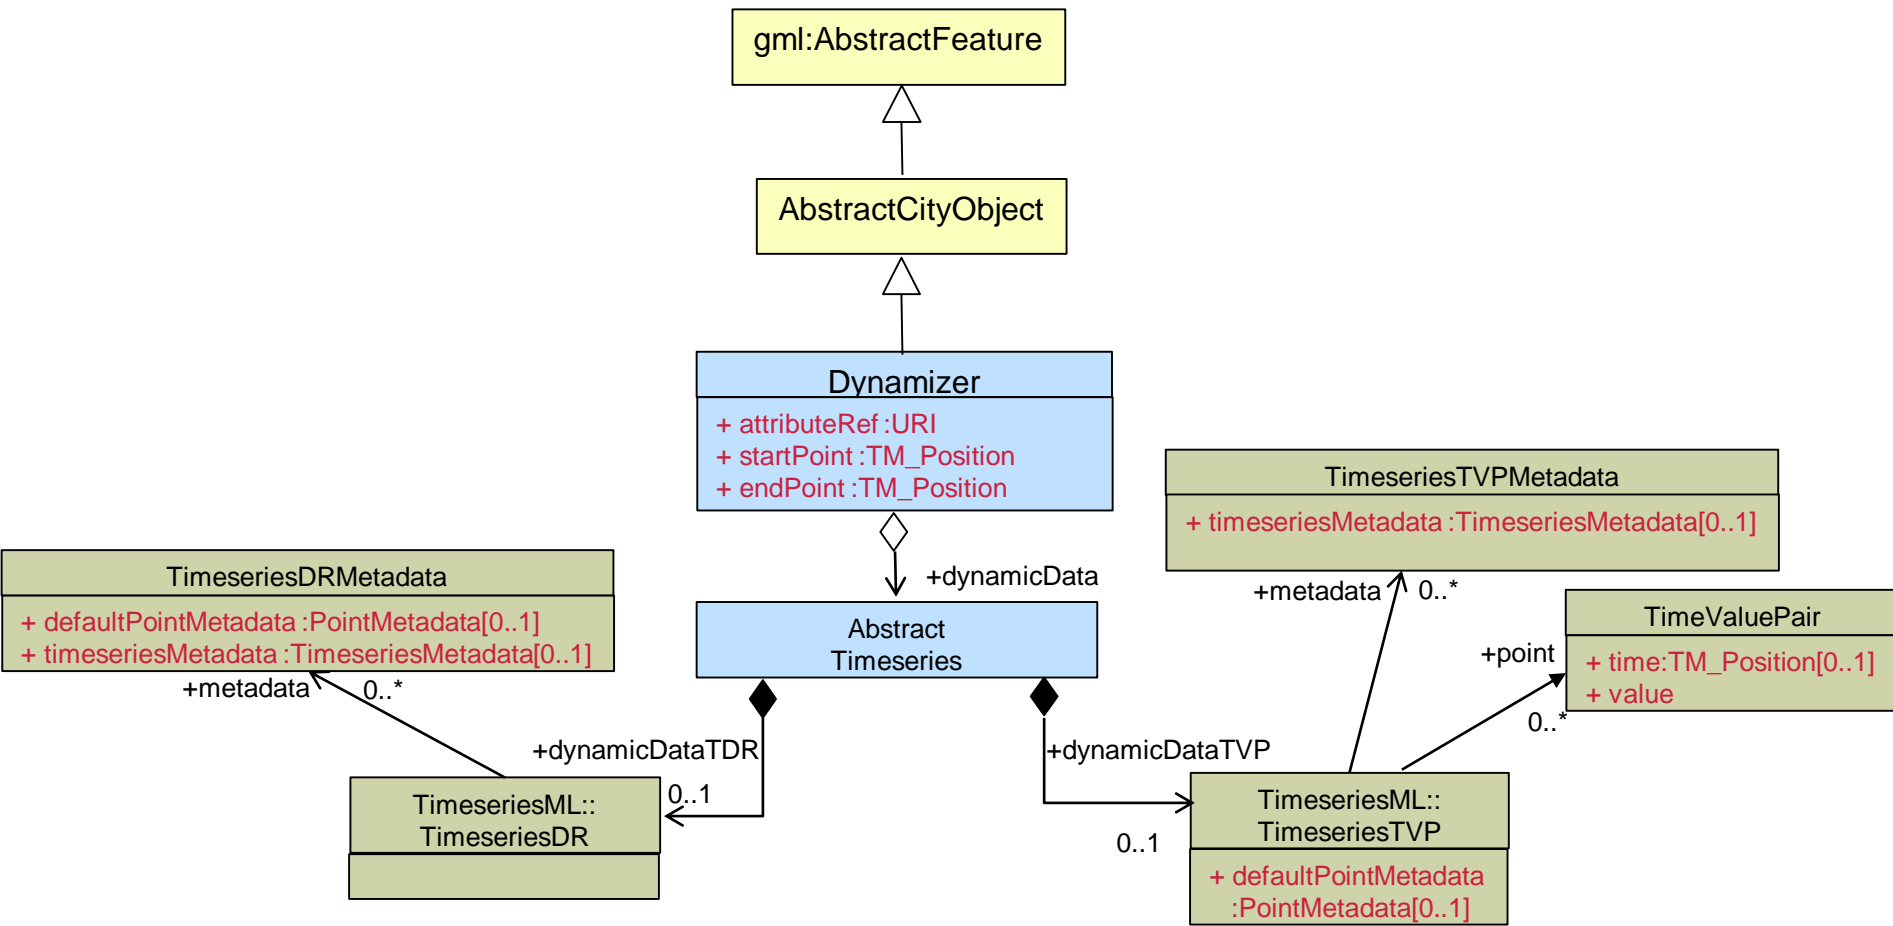 gml:AbstractFeature
AbstractCityObject
Dynamizer
+ attributeRef :URI
+ startPoint :TM_Position
+ endPoint :TM_Position
+dynamicData
Abstract
Timeseries
TimeseriesDRMetadata
+ defaultPointMetadata :PointMetadata[0..1]
+ timeseriesMetadata :TimeseriesMetadata[0..1]
+metadata
0..*
+dynamicDataTDR
0..1
TimeseriesML::
TimeseriesDR
TimeseriesTVPMetadata
+ timeseriesMetadata :TimeseriesMetadata[0..1]
+metadata
0..*
TimeValuePair
+ time:TM_Position[0..1]
+ value
+point
0..*
+dynamicDataTVP
0..1
TimeseriesML::
TimeseriesTVP
+ defaultPointMetadata
:PointMetadata[0..1]